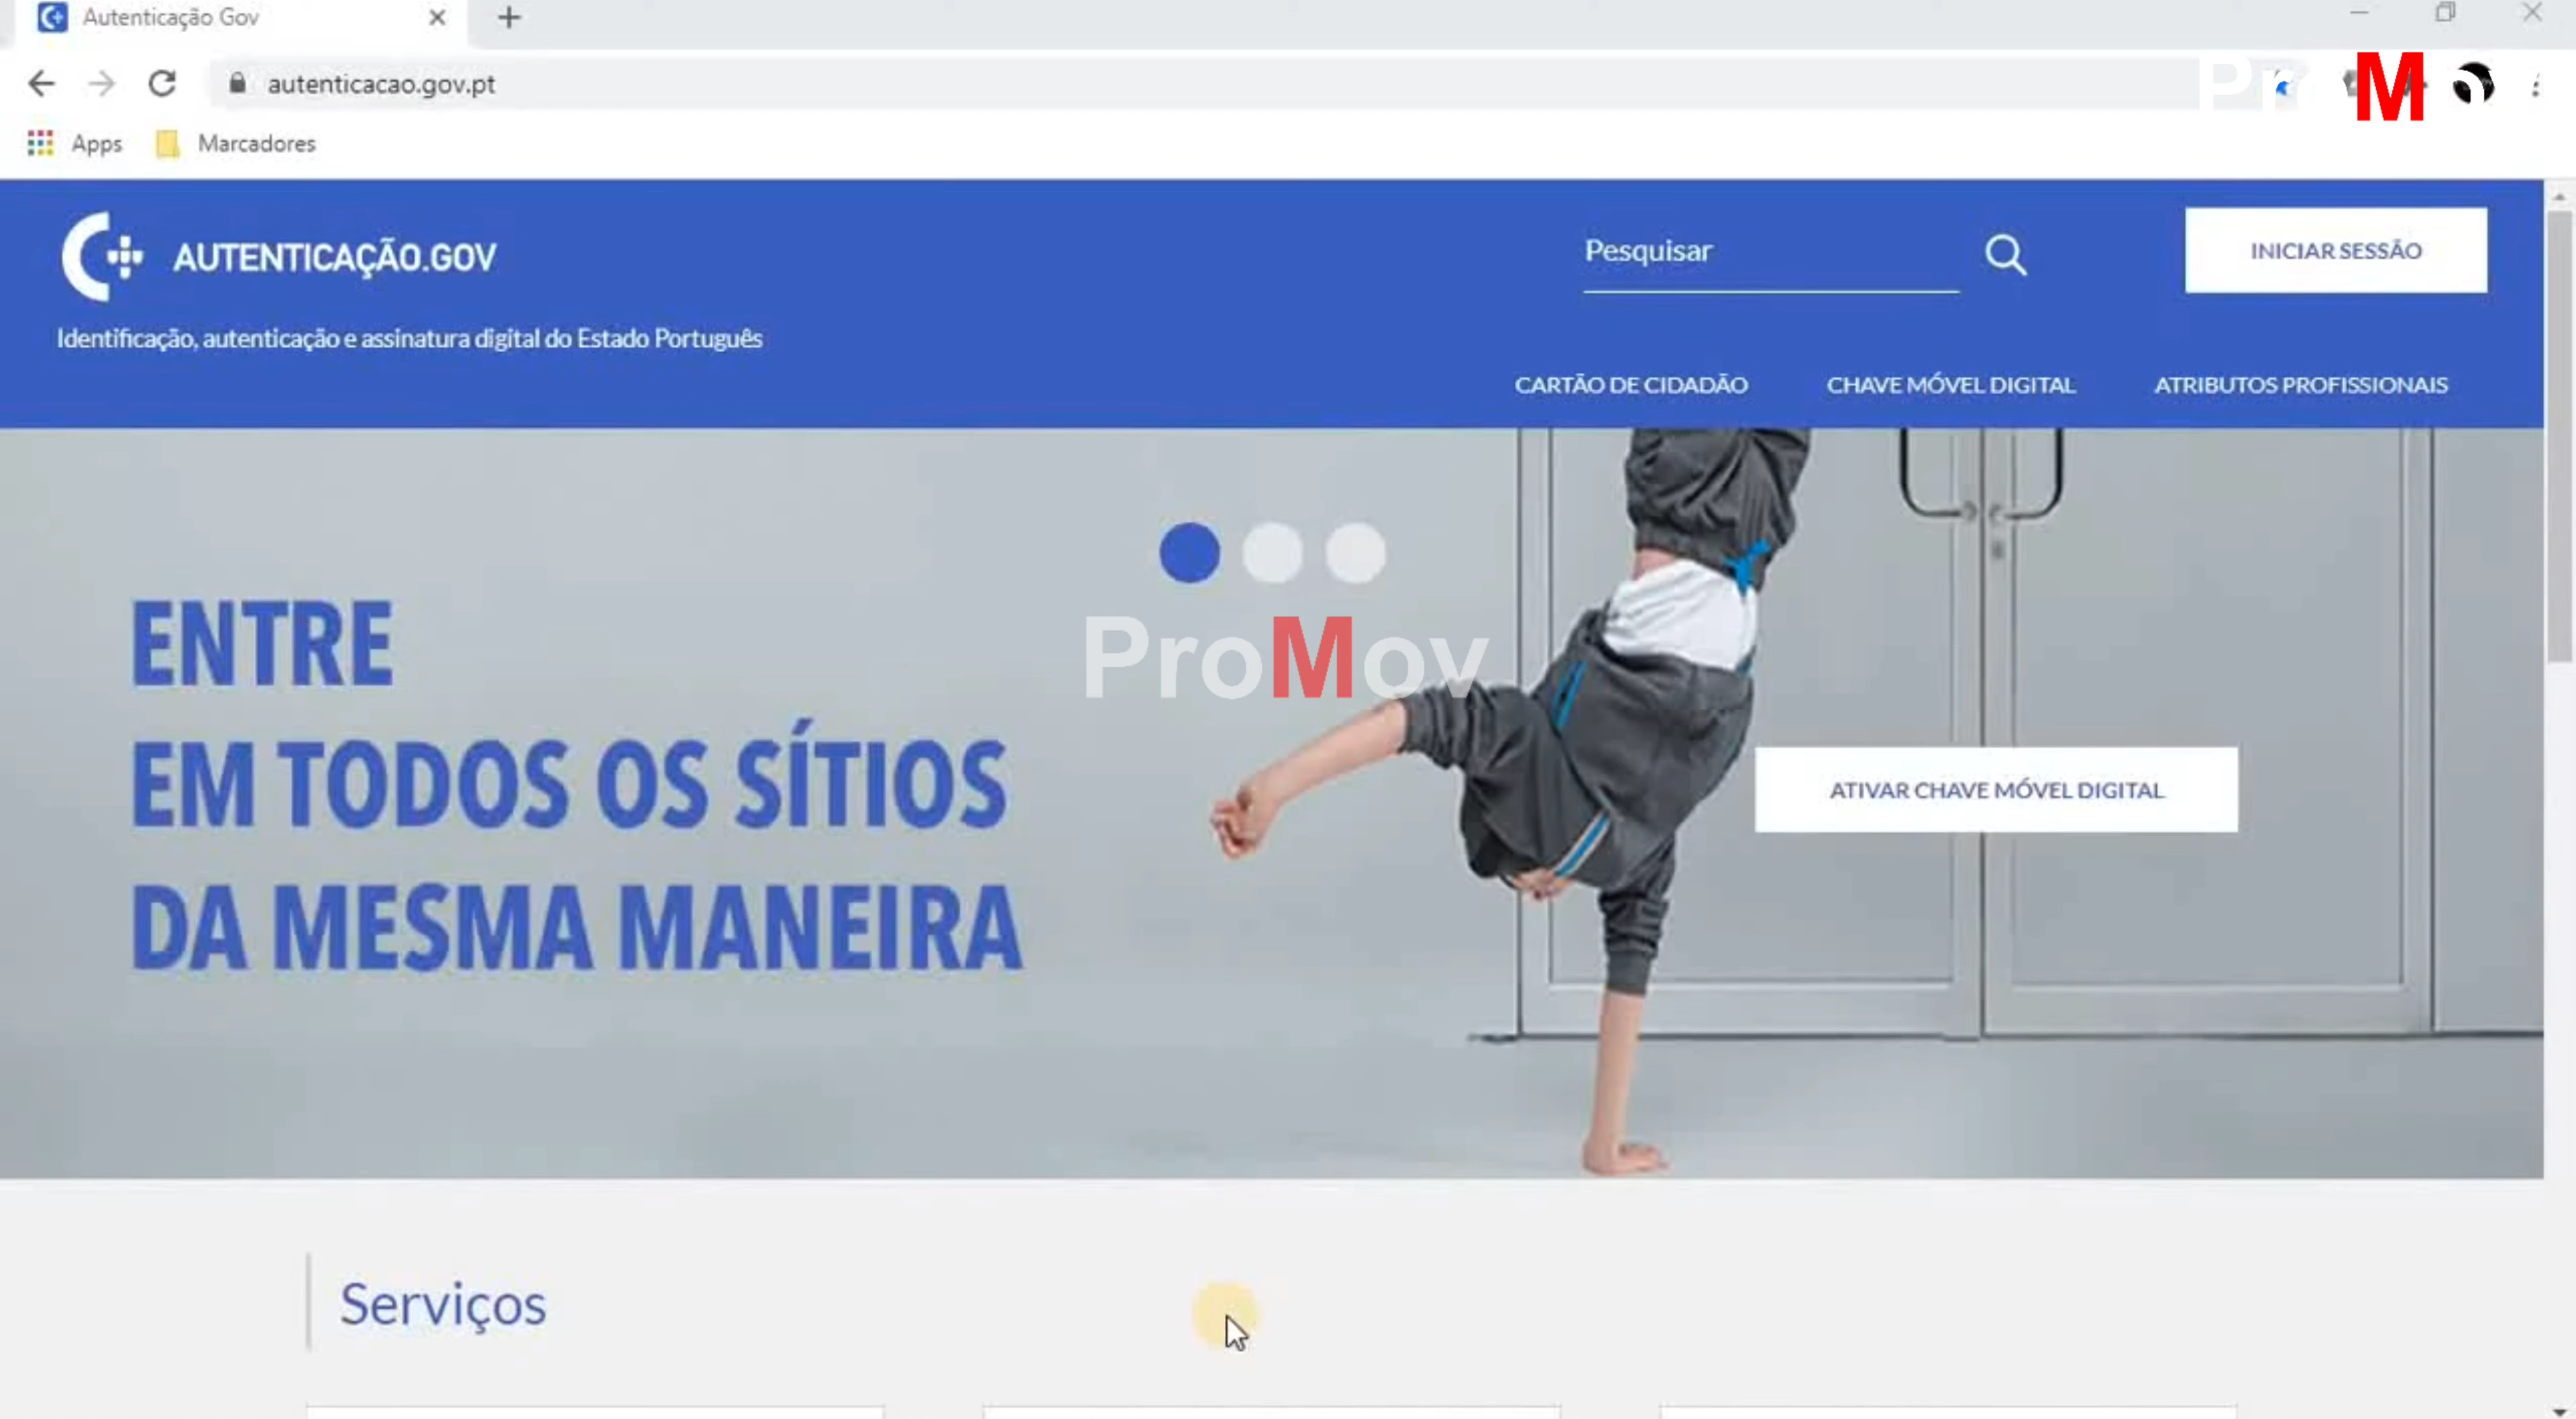 Autenticação Gov
autenticacao.gov.pt
ProMo
Apps Marcadores
AUTENTICAÇÃO.GOV
Pesquisar
INICIAR SESSÃO
Identificação, autenticação e assinatura digital do Estado Português
CARTÃO DE CIDADÃO CHAVE MÓVEL DIGITAL ATRIBUTOS PROFISSIONAIS
ENTRE
EM TODOS OS SÍTIOS
DA MESMA MANEIRA
ProMov
ATIVAR CHAVE MÓVEL DIGITAL
Serviços